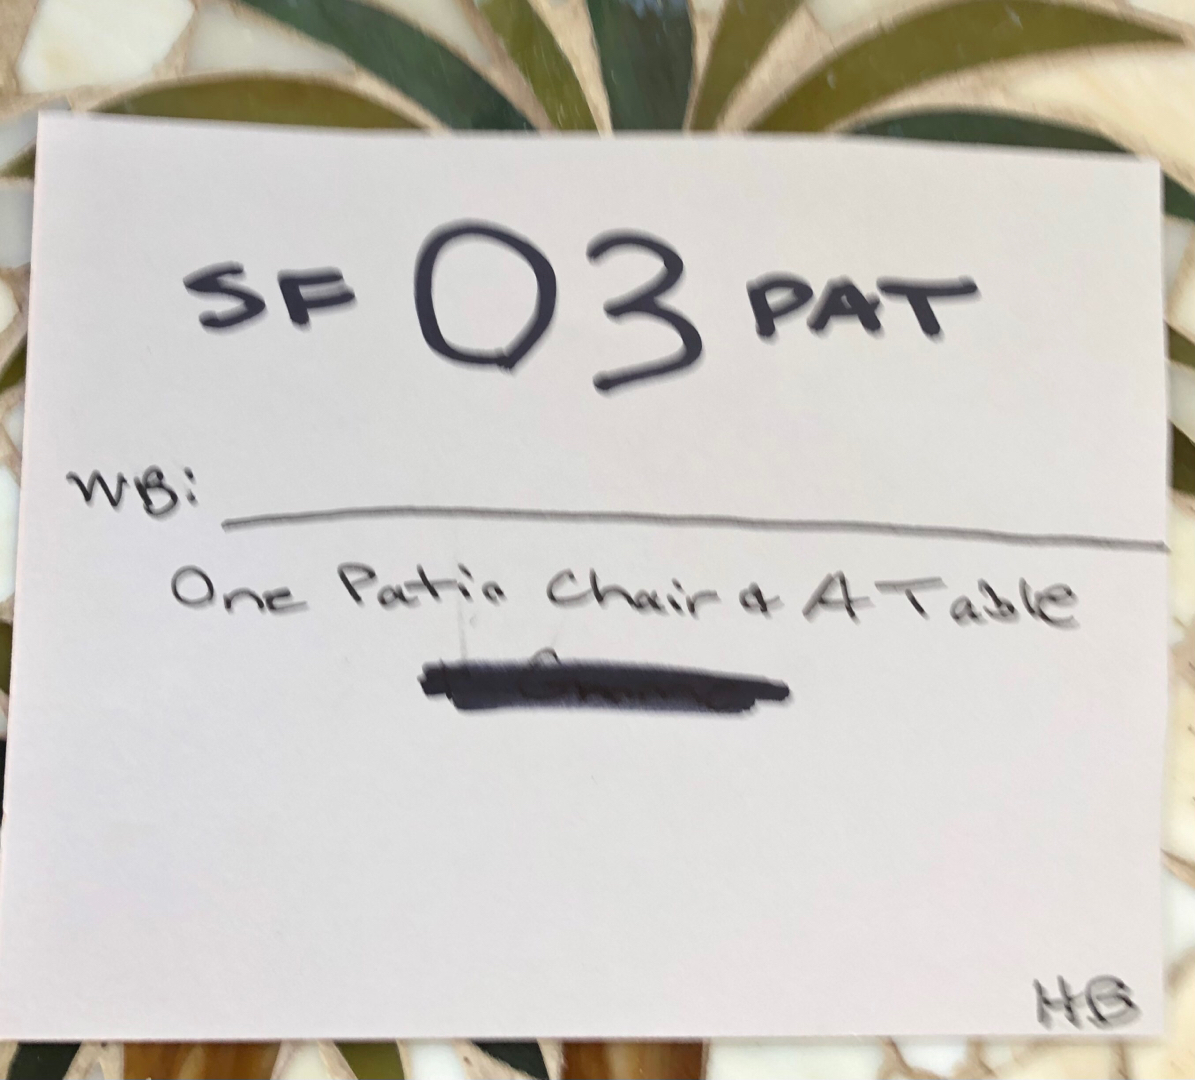 SF 03 PAT
WB:
One Patio Chair & A Table
HB